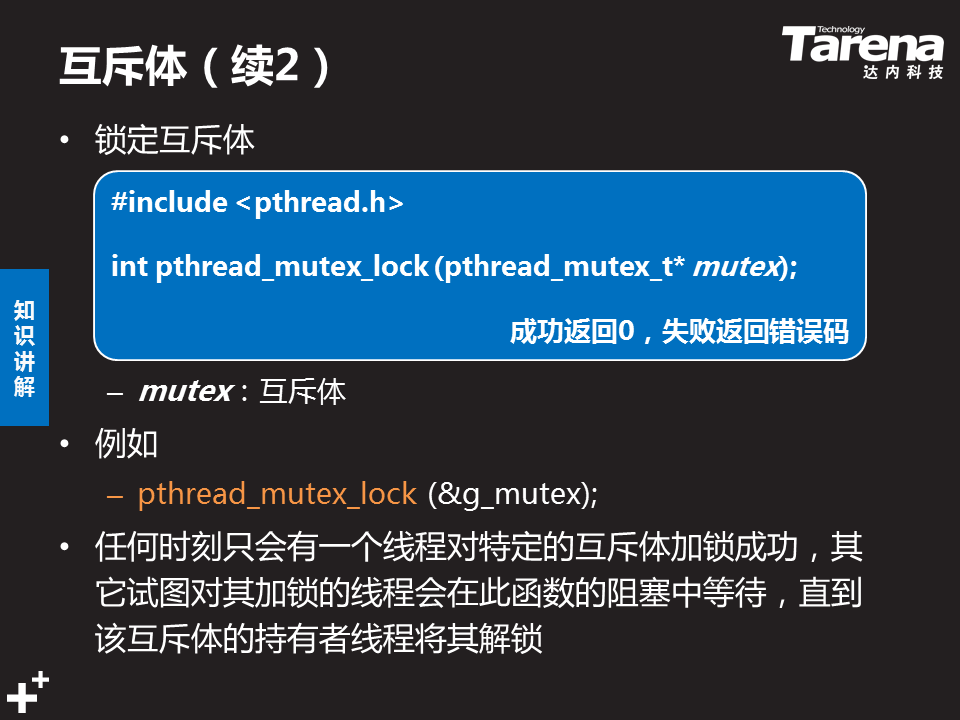 互斥体（续2）
Technology
Tarena
达内科技
• 锁定互斥体
#include <pthread.h>
int pthread_mutex_lock (pthread_mutex_t* mutex);
成功返回0，失败返回错误码
知识讲解
– mutex：互斥体
• 例如
– pthread_mutex_lock (&g_mutex);
• 任何时刻只会有一个线程对特定的互斥体加锁成功，其
它试图对其加锁的线程会在此函数的阻塞中等待，直到
该互斥体的持有者线程将其解锁